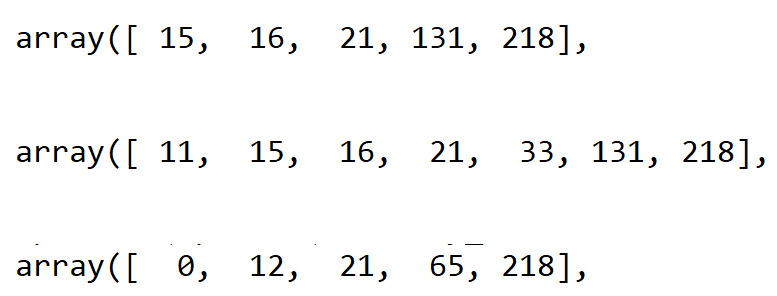 array([ 15,  16,  21, 131, 218],
array([ 11,  15,  16,  21,  33, 131, 218],
array([  0,  12,  21,  65, 218],